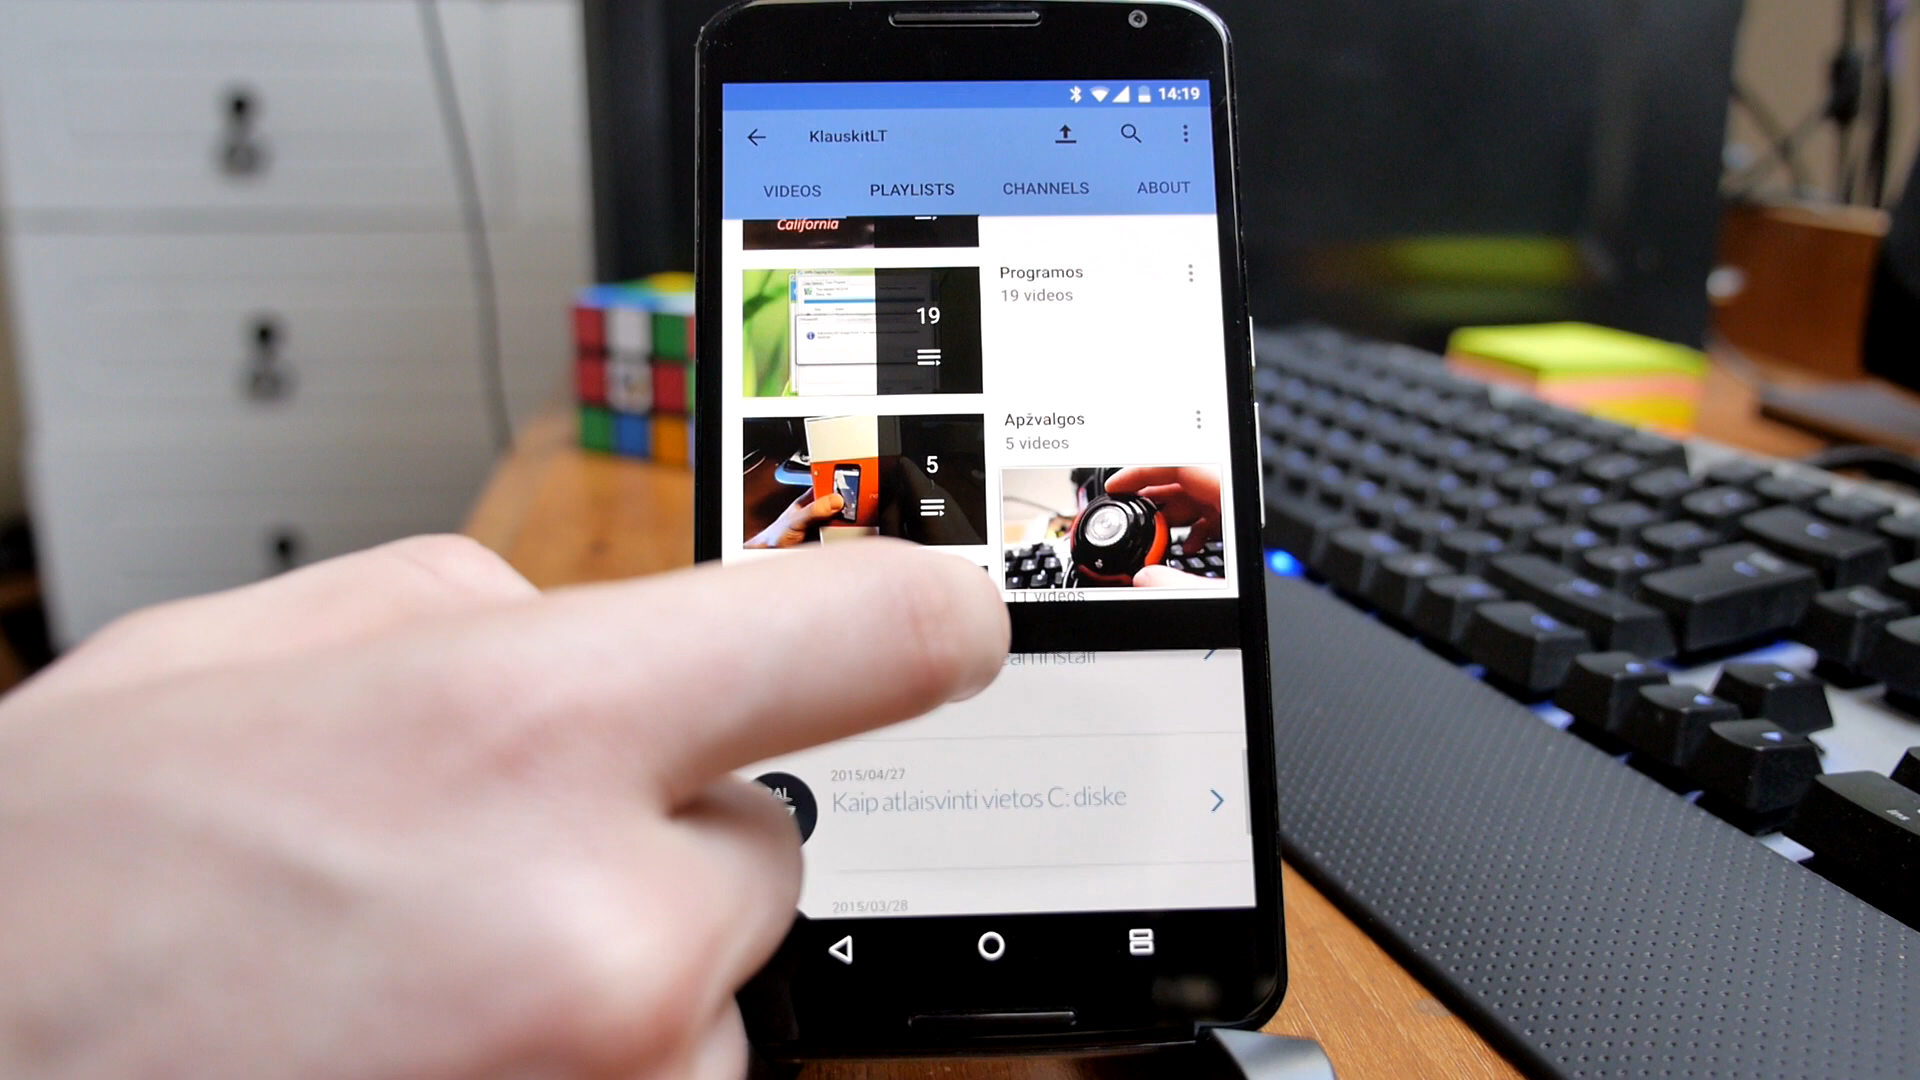 14:19
KlauskitLT
VIDEOS PLAYLISTS CHANNELS ABOUT
California
Programos
19 videos
19
Apžvalgos
5 videos
5
11 videos
2015/04/27
Kaip atlaisvinti vietos C: diske
2015/03/28